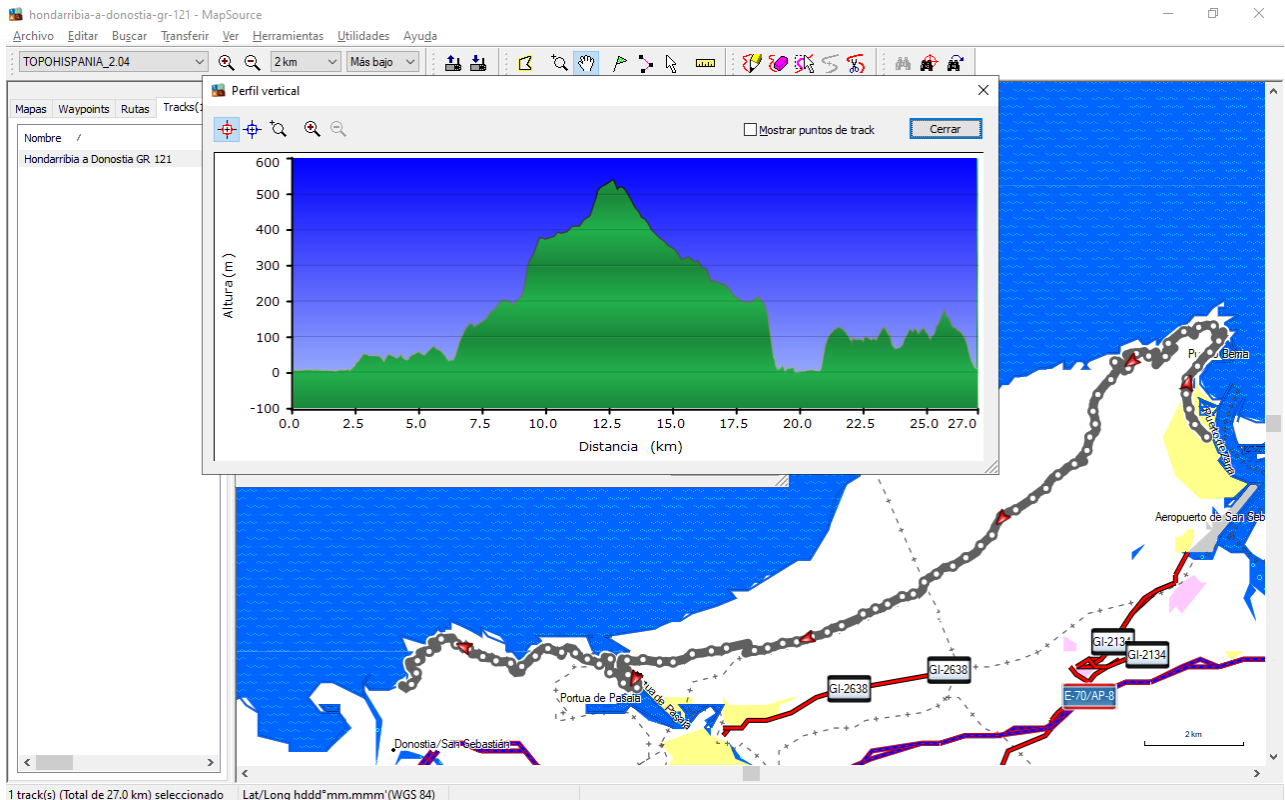 hondarribia-a-donostia-gr-121 - MapSource
Archivo Editar Buscar Transferir Ver Herramientas Utilidades Ayuda
TOPOHISPANIA_2.04 2 km Más bajo
Perfil vertical
Mapas Waypoints Rutas Tracks(1
Mostrar puntos de track Cerrar
Nombre /
Hondarribia a Donostia GR 121
600
500
400
300
200
100
0
-100
Altura (m)
0.0 2.5 5.0 7.5 10.0 12.5 15.0 17.5 20.0 22.5 25.0 27.0
Distancia (km)
Aeropuerto de San Seb
GI-2134
GI-2134
GI-2638
GI-2638
E-70/AP-8
Portua de Pasaia
Donostia/San Sebastián
2 km
1 track(s) (Total de 27.0 km) seleccionado Lat/Long hddd°mm.mmm'(WGS 84)